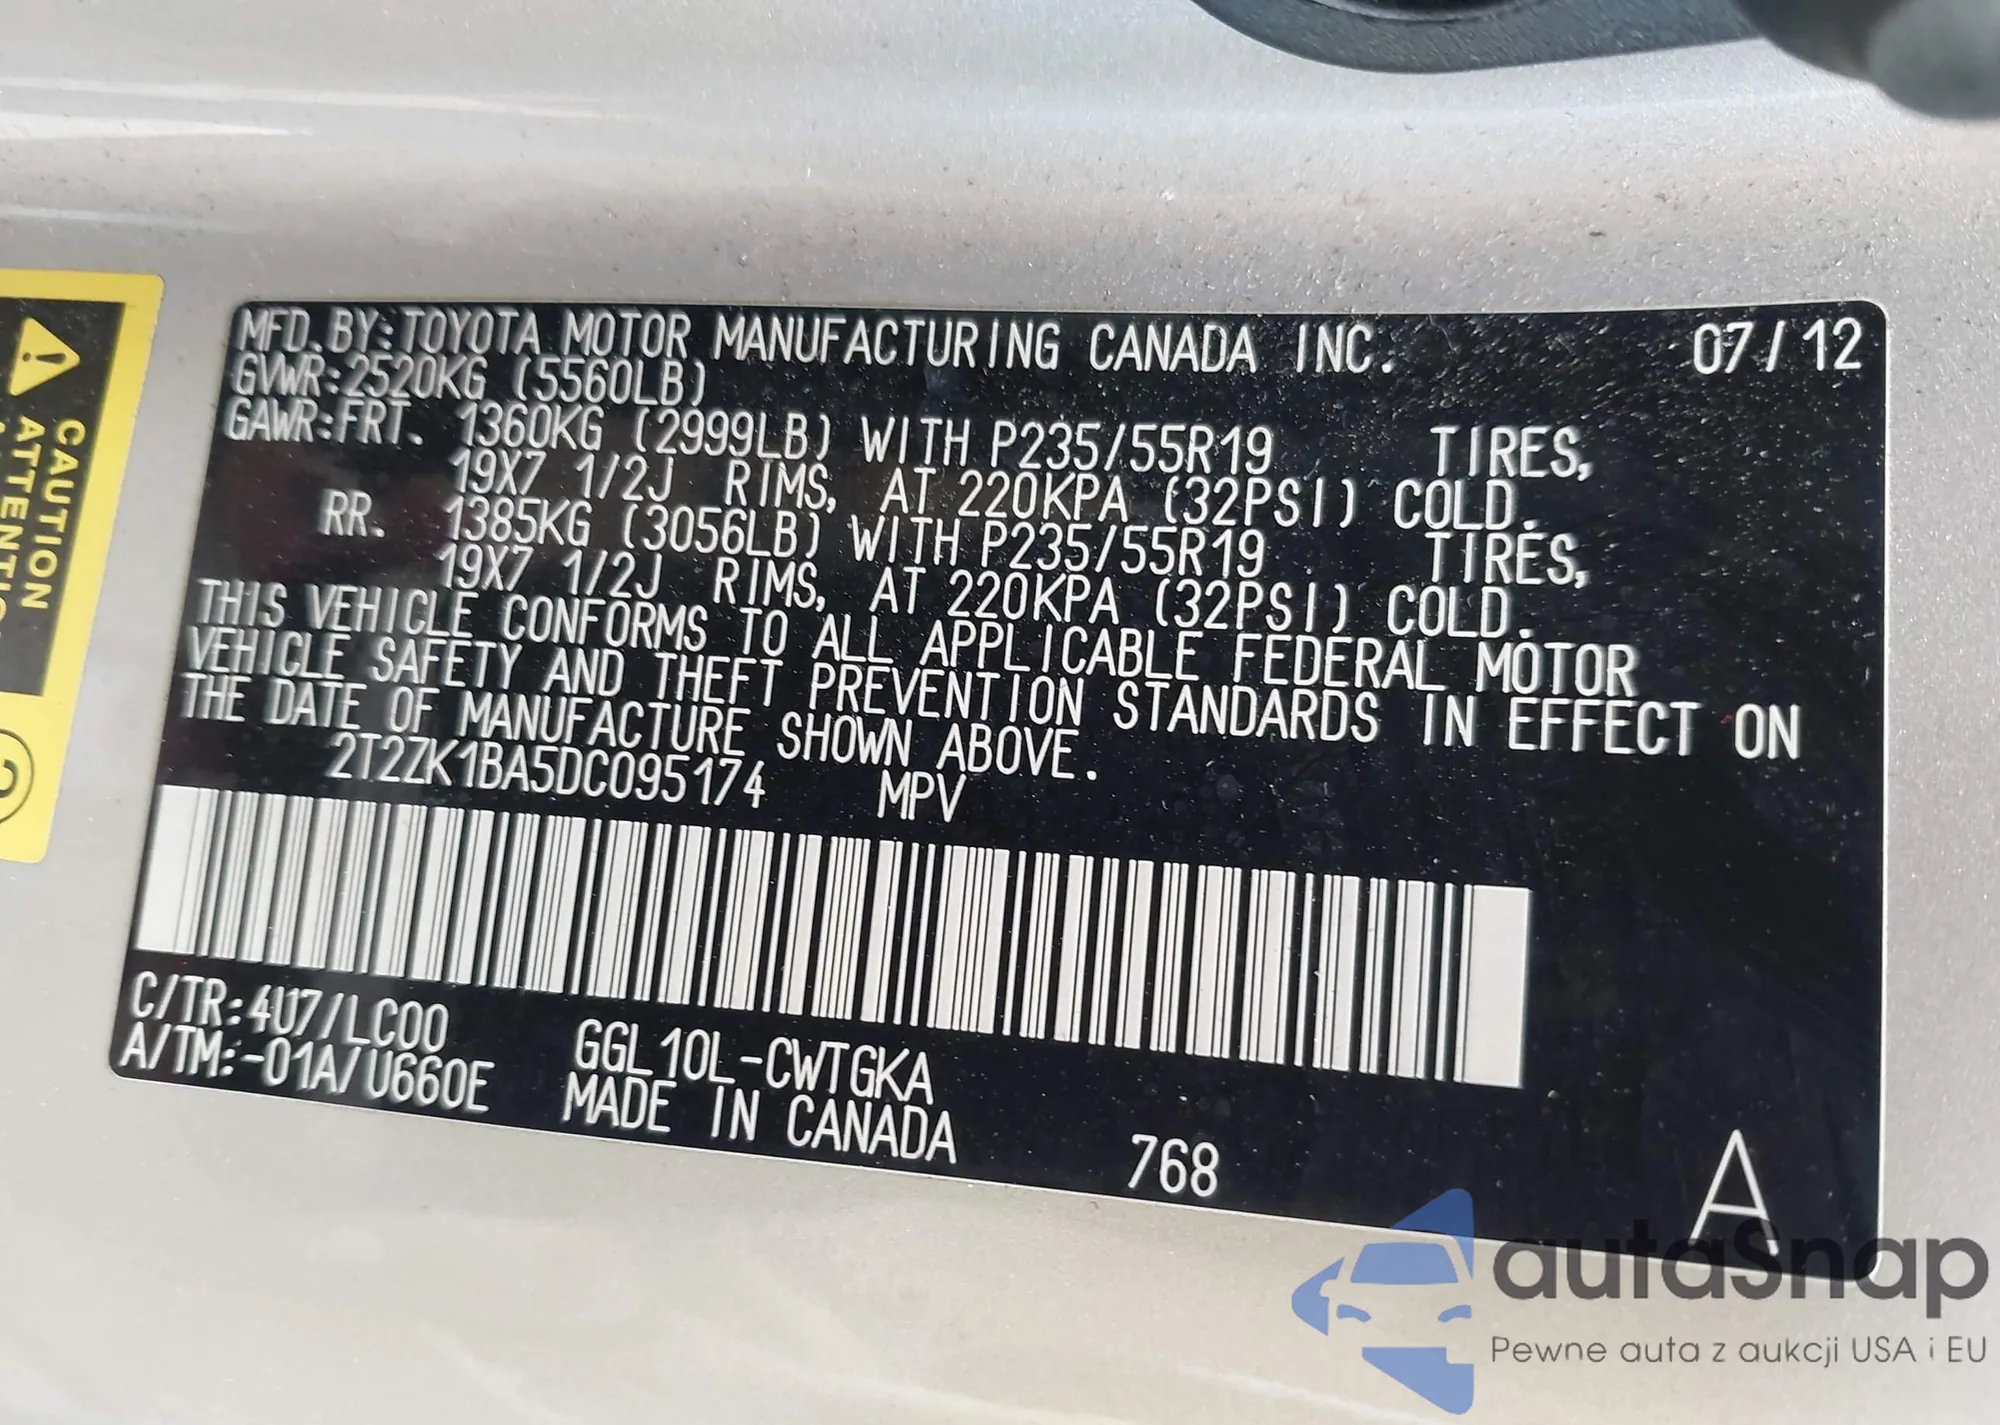 MFD. BY: TOYOTA MOTOR MANUFACTURING CANADA INC. 07/12
GVWR: 2520KG (5560LB)
GAWR: FRT. 1360KG (2999LB) WITH P235/55R19 TIRES,
19X7 1/2J RIMS, AT 220KPA (32PSI) COLD.
RR. 1385KG (3056LB) WITH P235/55R19 TIRES,
19X7 1/2J RIMS, AT 220KPA (32PSI) COLD.
THIS VEHICLE CONFORMS TO ALL APPLICABLE FEDERAL MOTOR
VEHICLE SAFETY AND THEFT PREVENTION STANDARDS IN EFFECT ON
THE DATE OF MANUFACTURE SHOWN ABOVE.
2T2ZK1BA5DC095174 MPV
C/TR: 4U7/LC00 GGL10L-CWTGKA
A/TM: -01A/U660E MADE IN CANADA 768 A
CAUTION
autaSnap
Pewne auta z aukcji USA i EU